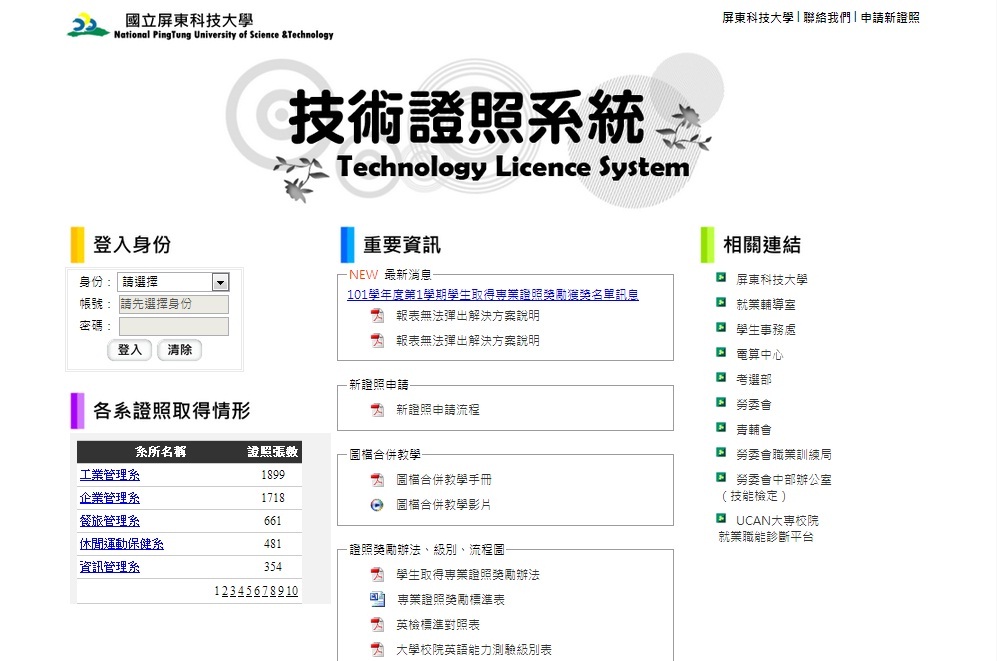 國立屏東科技大學
National PingTung University of Science &Technology
屏東科技大學 | 聯絡我們 | 申請新證照
技術證照系統
Technology Licence System
登入身份
身份： 請選擇
帳號： 請先選擇身份
密碼：
登入 清除
各系證照取得情形
系所名稱 證照張數
工業管理系 1899
企業管理系 1718
餐旅管理系 661
休閒運動保健系 481
資訊管理系 354
12345678910
重要資訊
NEW 最新消息
101學年度第1學期學生取得專業證照獎勵獲獎名單訊息
報表無法彈出解決方案說明
報表無法彈出解決方案說明
新證照申請
新證照申請流程
圖檔合併教學
圖檔合併教學手冊
圖檔合併教學影片
證照獎勵辦法、級別、流程圖
學生取得專業證照獎勵辦法
專業證照獎勵標準表
英檢標準對照表
大學校院英語能力測驗級別表
相關連結
屏東科技大學
就業輔導室
學生事務處
電算中心
考選部
勞委會
青輔會
勞委會職業訓練局
勞委會中部辦公室
（技能檢定）
UCAN大專校院
就業職能診斷平台